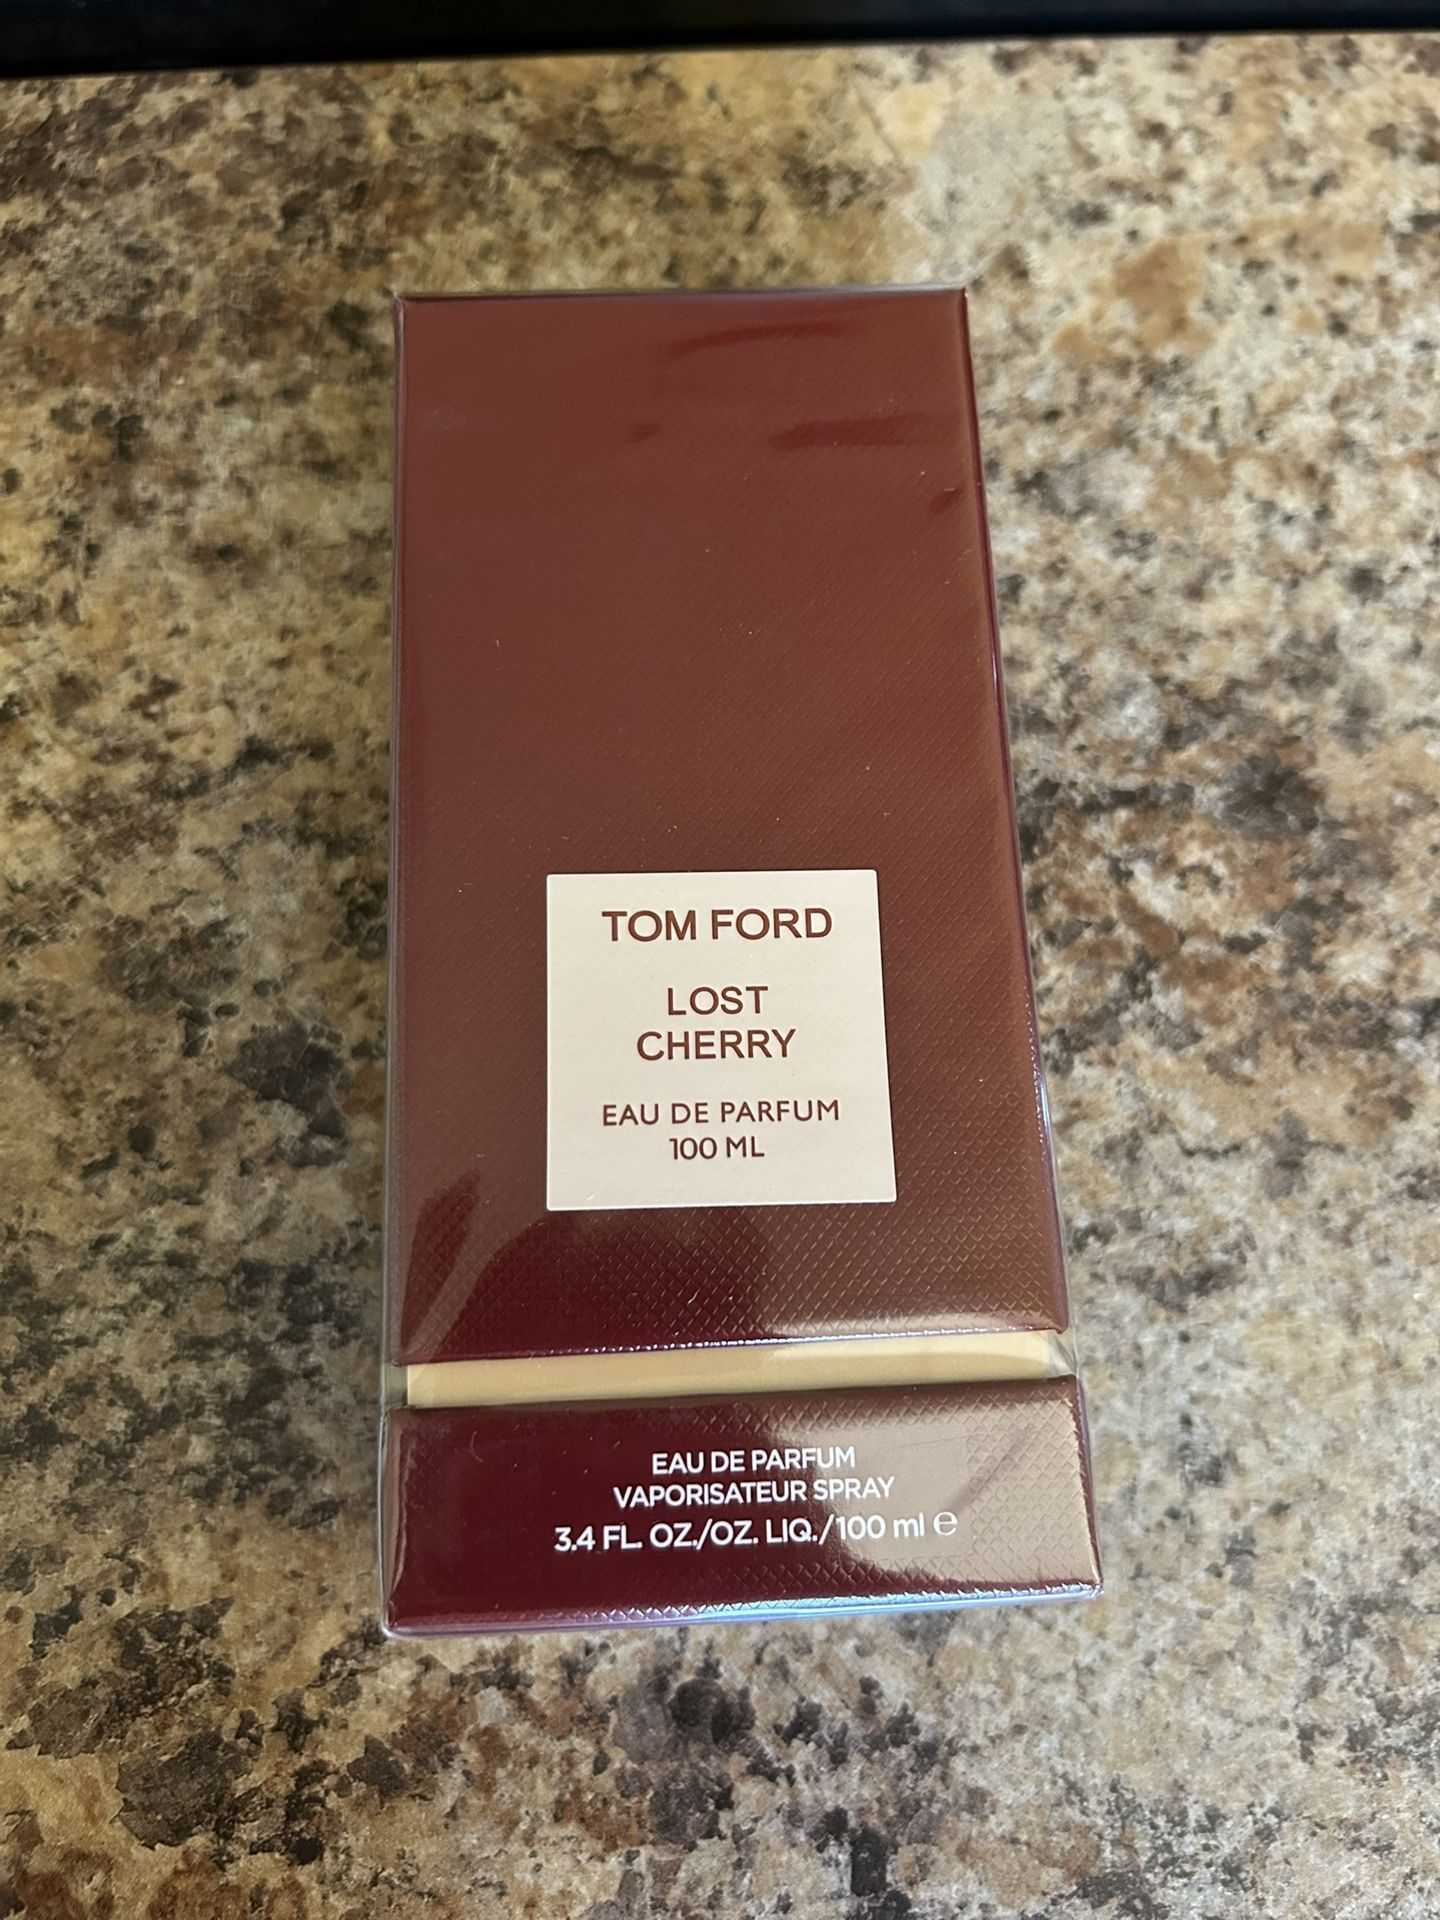 TOM FORD
LOST
CHERRY
EAU DE PARFUM
100 ML
EAU DE PARFUM
VAPORISATEUR SPRAY
3.4 FL. OZ./OZ. LIQ./100 ml ℮